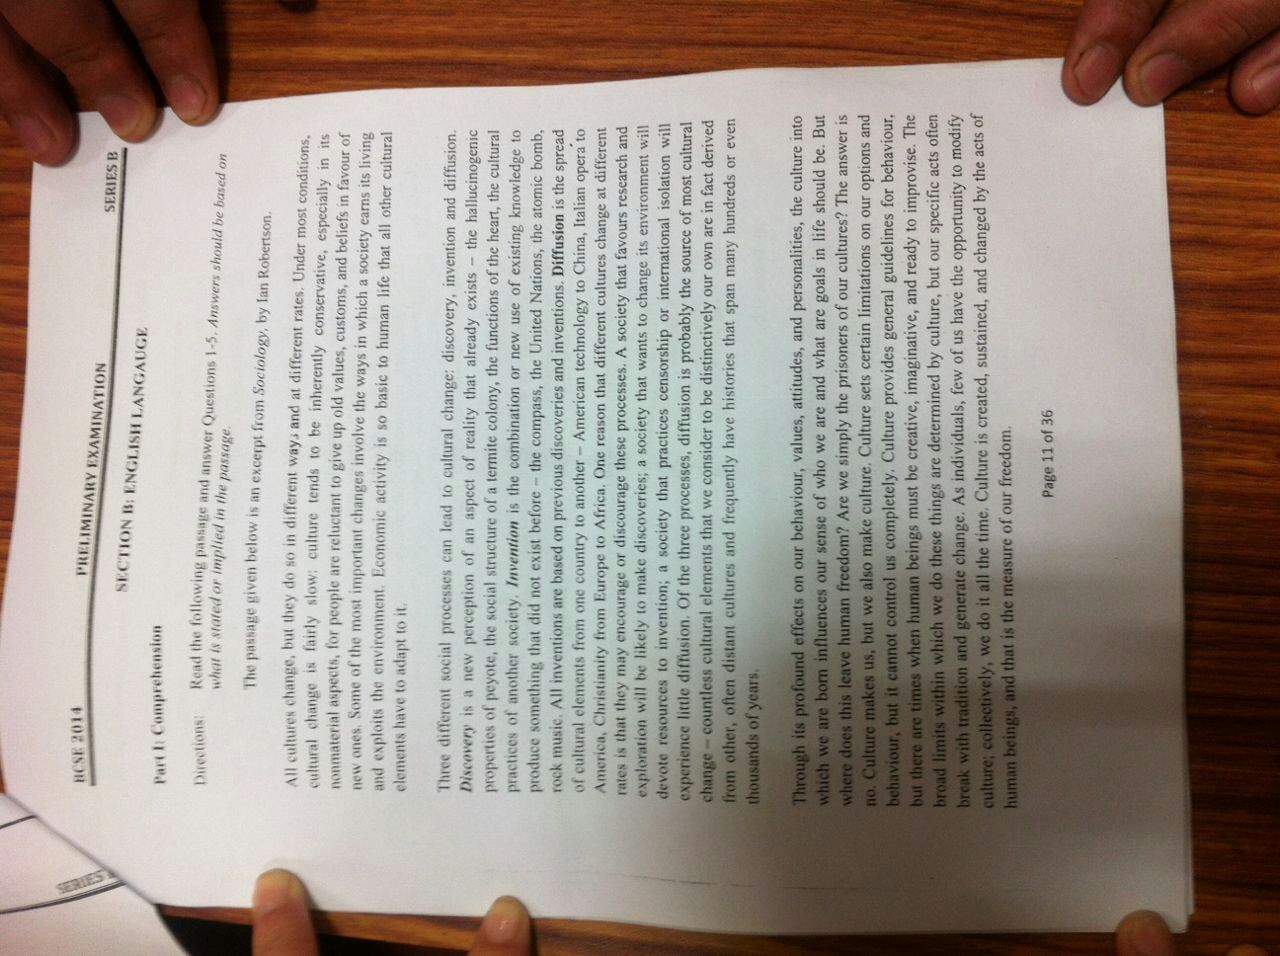 BCSE 2014 PRELIMINARY EXAMINATION SERIES B
SECTION B: ENGLISH LANGAUGE
Part I: Comprehension
Directions: Read the following passage and answer Questions 1-5. Answers should be based on
what is stated or implied in the passage.
The passage given below is an excerpt from Sociology, by Ian Robertson.
All cultures change, but they do so in different ways and at different rates. Under most conditions,
cultural change is fairly slow: culture tends to be inherently conservative, especially in its
nonmaterial aspects, for people are reluctant to give up old values, customs, and beliefs in favour of
new ones. Some of the most important changes involve the ways in which a society earns its living
and exploits the environment. Economic activity is so basic to human life that all other cultural
elements have to adapt to it.
Three different social processes can lead to cultural change: discovery, invention and diffusion.
Discovery is a new perception of an aspect of reality that already exists – the hallucinogenic
properties of peyote, the social structure of a termite colony, the functions of the heart, the cultural
practices of another society. Invention is the combination or new use of existing knowledge to
produce something that did not exist before – the compass, the United Nations, the atomic bomb,
rock music. All inventions are based on previous discoveries and inventions. Diffusion is the spread
of cultural elements from one country to another – American technology to China, Italian opera to
America, Christianity from Europe to Africa. One reason that different cultures change at different
rates is that they may encourage or discourage these processes. A society that favours research and
exploration will be likely to make discoveries; a society that wants to change its environment will
devote resources to invention; a society that practices censorship or international isolation will
experience little diffusion. Of the three processes, diffusion is probably the source of most cultural
change – countless cultural elements that we consider to be distinctively our own are in fact derived
from other, often distant cultures and frequently have histories that span many hundreds or even
thousands of years.
Through its profound effects on our behaviour, values, attitudes, and personalities, the culture into
which we are born influences our sense of who we are and what are goals in life should be. But
where does this leave human freedom? Are we simply the prisoners of our cultures? The answer is
no. Culture makes us, but we also make culture. Culture sets certain limitations on our options and
behaviour, but it cannot control us completely. Culture provides general guidelines for behaviour,
but there are times when human beings must be creative, imaginative, and ready to improvise. The
broad limits within which we do these things are determined by culture, but our specific acts often
break with tradition and generate change. As individuals, few of us have the opportunity to modify
culture; collectively, we do it all the time. Culture is created, sustained, and changed by the acts of
human beings, and that is the measure of our freedom.
Page 11 of 36
SERIES